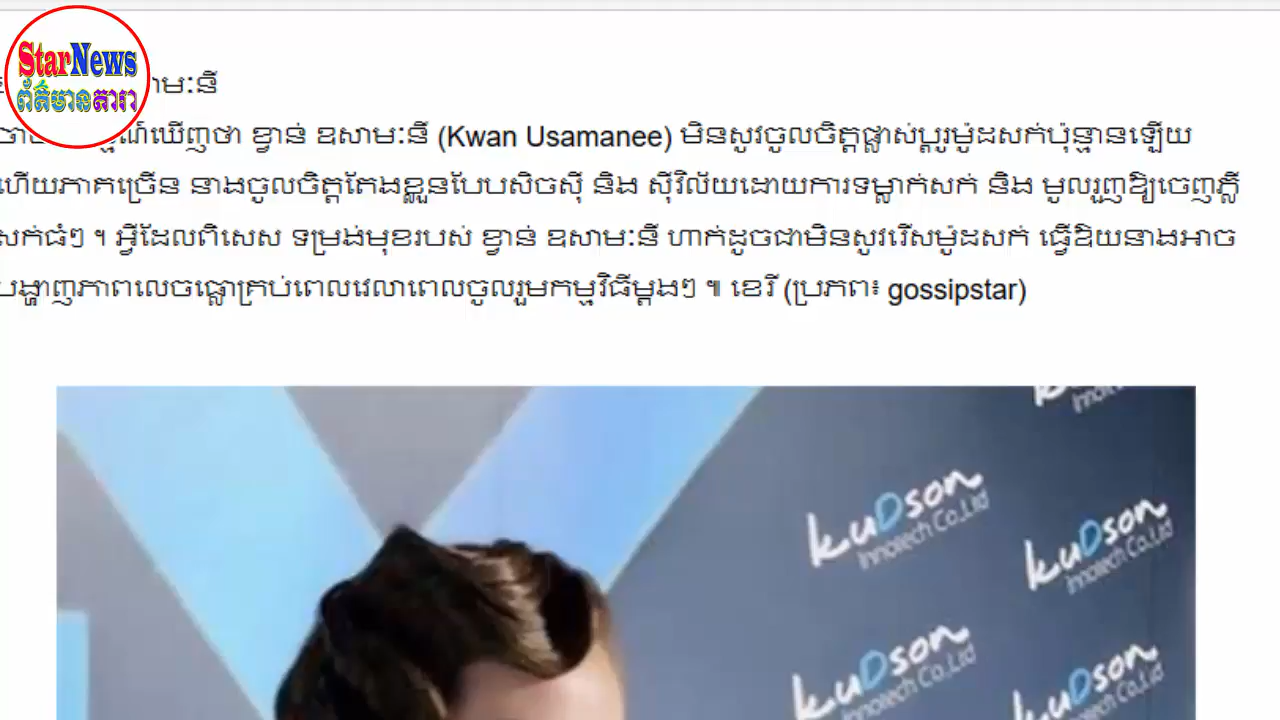 StarNews
ព័ត៌មានតារា
ឃើញថា ខ្វាន់ ឧសាមៈនី (Kwan Usamanee) មិនសូវចូលចិត្តផ្លាស់ប្តូរម៉ូដសក់ប៉ុន្មានឡើយ
ហើយភាគច្រើន នាងចូលចិត្តតែងខ្លួនបែបសិចស៊ី និង ស៊ីវិល័យដោយការទម្លាក់សក់ និង មូលរួញឱ្យចេញភ្លឺ
សក់ធំៗ ។ អ្វីដែលពិសេស ទម្រង់មុខរបស់ ខ្វាន់ ឧសាមៈនី ហាក់ដូចជាមិនសូវរើសម៉ូដសក់ ធ្វើឱយនាងអាច
បង្ហាញភាពលេចធ្លោគ្រប់ពេលវេលាពេលចូលរួមកម្មវិធីម្តងៗ ៕ ខេរី (ប្រភព៖ gossipstar)
kuDson
Innotech Co.,Ltd
kuDson
Innotech Co.,Ltd
kuDson
Innotech Co.,Ltd
kuDson
Innotech Co.,Ltd